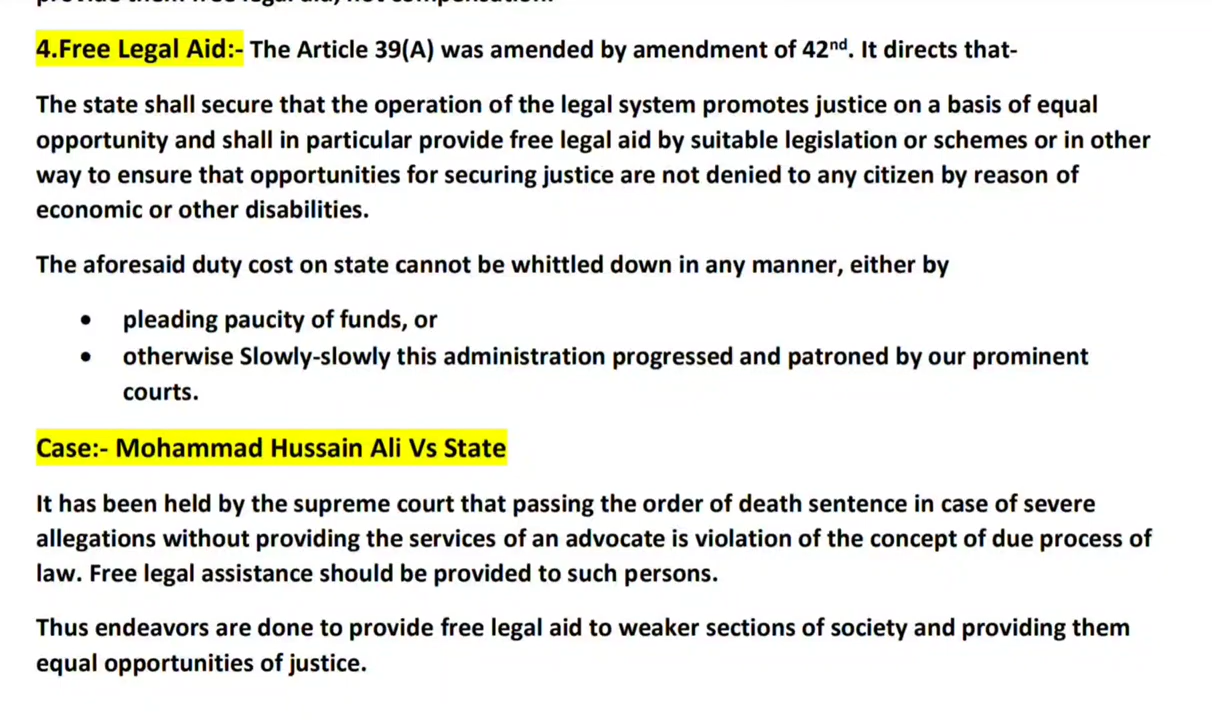 4.Free Legal Aid:- The Article 39(A) was amended by amendment of 42nd. It directs that-
The state shall secure that the operation of the legal system promotes justice on a basis of equal
opportunity and shall in particular provide free legal aid by suitable legislation or schemes or in other
way to ensure that opportunities for securing justice are not denied to any citizen by reason of
economic or other disabilities.
The aforesaid duty cost on state cannot be whittled down in any manner, either by
• pleading paucity of funds, or
• otherwise Slowly-slowly this administration progressed and patroned by our prominent
courts.
Case:- Mohammad Hussain Ali Vs State
It has been held by the supreme court that passing the order of death sentence in case of severe
allegations without providing the services of an advocate is violation of the concept of due process of
law. Free legal assistance should be provided to such persons.
Thus endeavors are done to provide free legal aid to weaker sections of society and providing them
equal opportunities of justice.